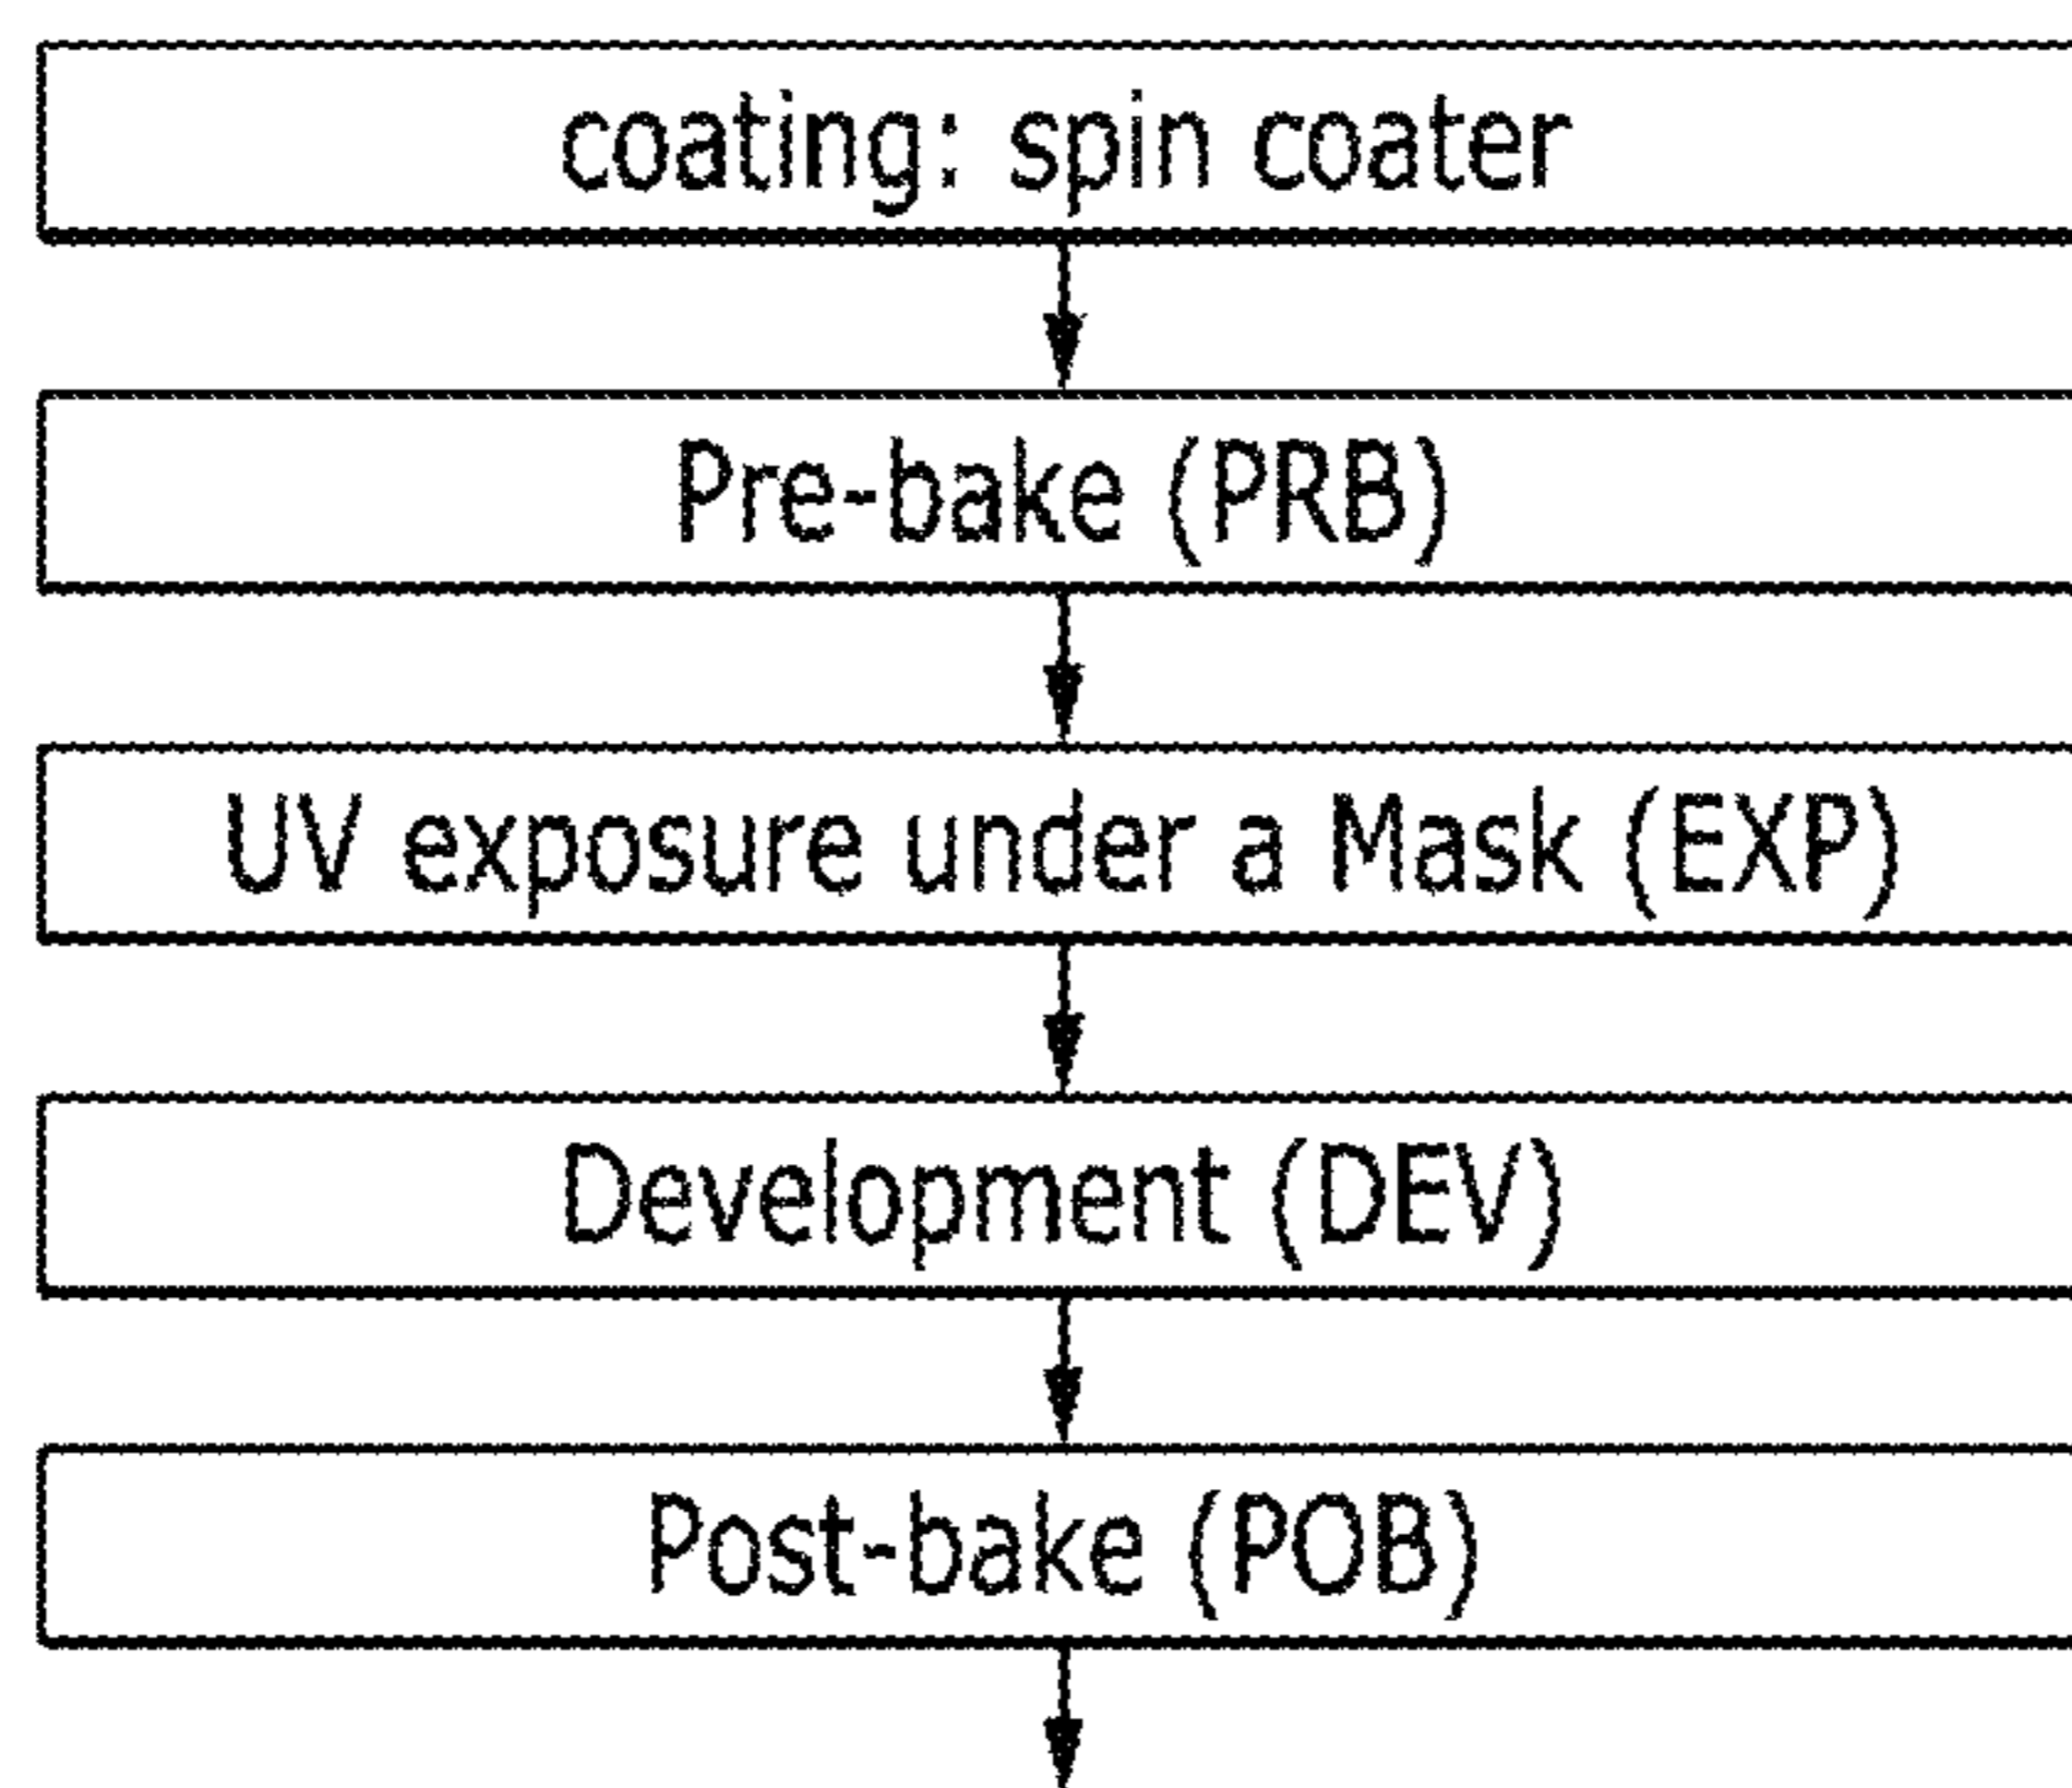 coating: spin coater
Pre-bake (PRB)
UV exposure under a Mask (EXP)
Development (DEV)
Post-bake (POB)